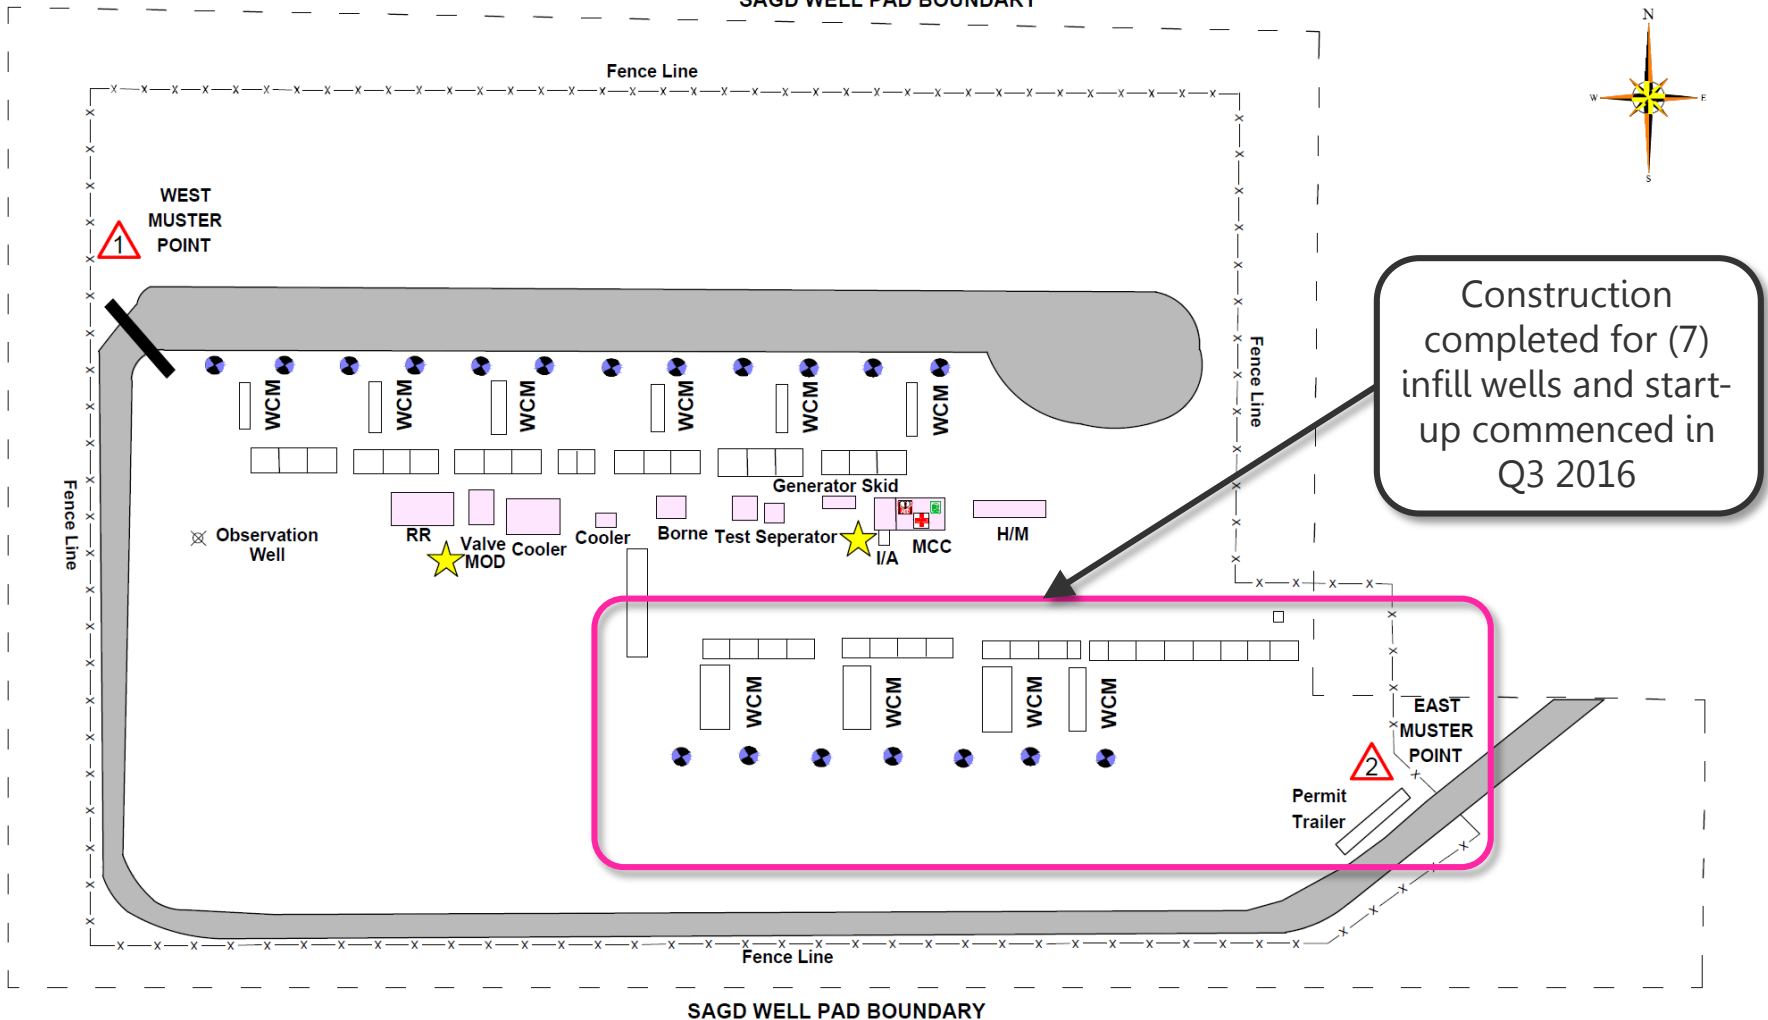 SAGD WELL PAD BOUNDARY
N
W
E
S
Fence Line
WEST
MUSTER
POINT
1
Construction
completed for (7)
infill wells and start-
up commenced in
Q3 2016
Fence Line
WCM
WCM
WCM
WCM
WCM
WCM
Generator Skid
Fence Line
Observation
Well
RR
Valve
MOD
Cooler
Cooler
Borne
Test Seperator
I/A
MCC
H/M
WCM
WCM
WCM
WCM
EAST
MUSTER
POINT
2
Permit
Trailer
Fence Line
SAGD WELL PAD BOUNDARY